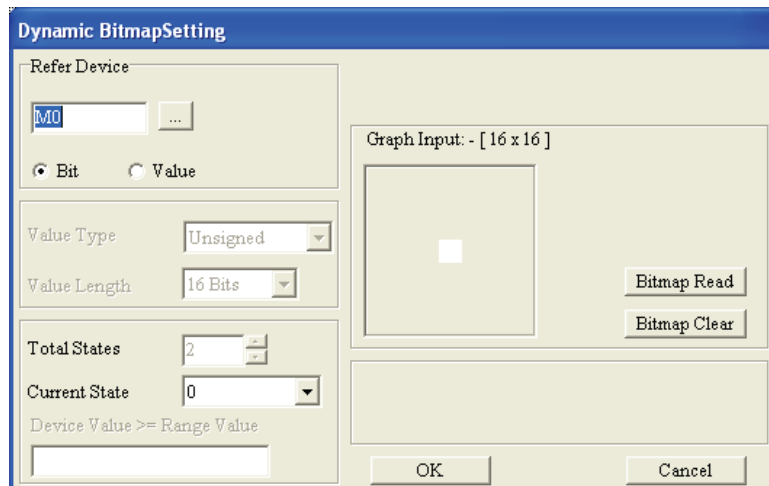 Dynamic BitmapSetting
Refer Device
M0
...
Bit
Value
Value Type
Unsigned
Value Length
16 Bits
Total States
2
Current State
0
Device Value >= Range Value
Graph Input: - [ 16 x 16 ]
Bitmap Read
Bitmap Clear
OK
Cancel